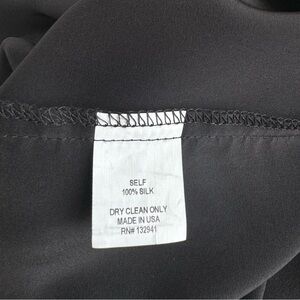 SELF
100% SILK
DRY CLEAN ONLY
MADE IN USA
RN# 132941